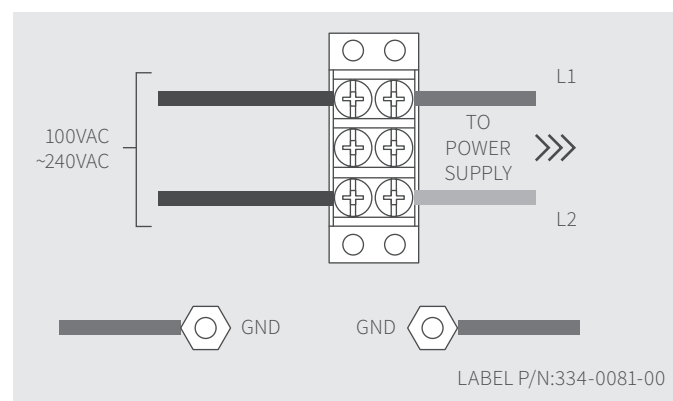 L1
100VAC
~240VAC
TO
POWER
SUPPLY
L2
GND
GND
LABEL P/N:334-0081-00